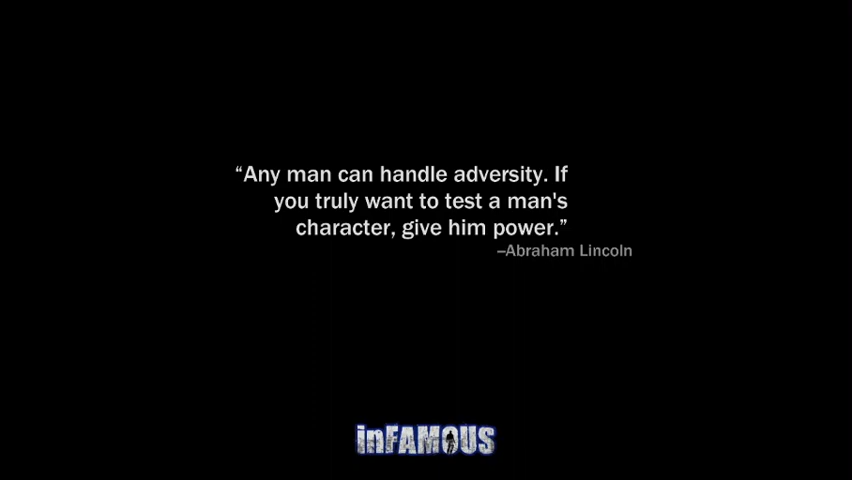 “Any man can handle adversity. If
you truly want to test a man's
character, give him power.”
–Abraham Lincoln
inFAMOUS